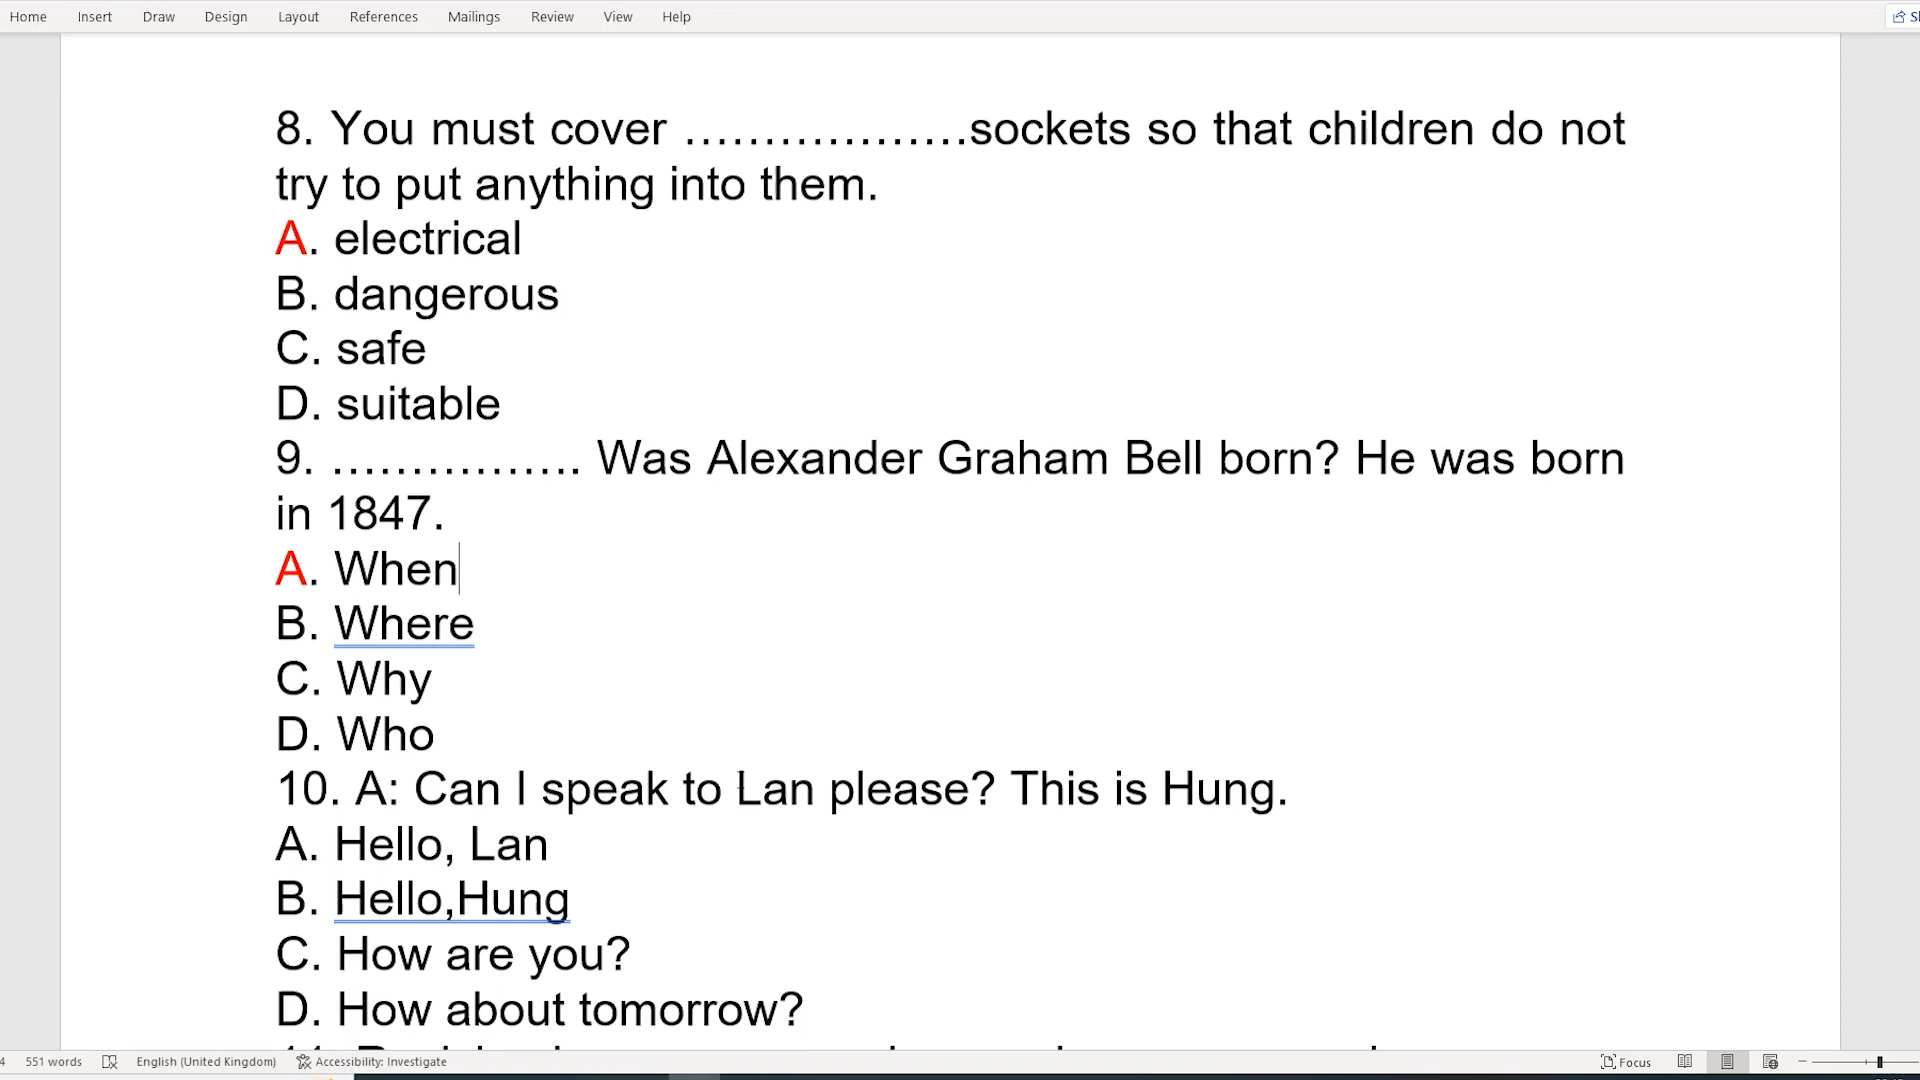 Home Insert Draw Design Layout References Mailings Review View Help
8. You must cover ………………sockets so that children do not
try to put anything into them.
A. electrical
B. dangerous
C. safe
D. suitable
9. ……………. Was Alexander Graham Bell born? He was born
in 1847.
A. When
B. Where
C. Why
D. Who
10. A: Can I speak to Lan please? This is Hung.
A. Hello, Lan
B. Hello,Hung
C. How are you?
D. How about tomorrow?
4 551 words English (United Kingdom) Accessibility: Investigate Focus